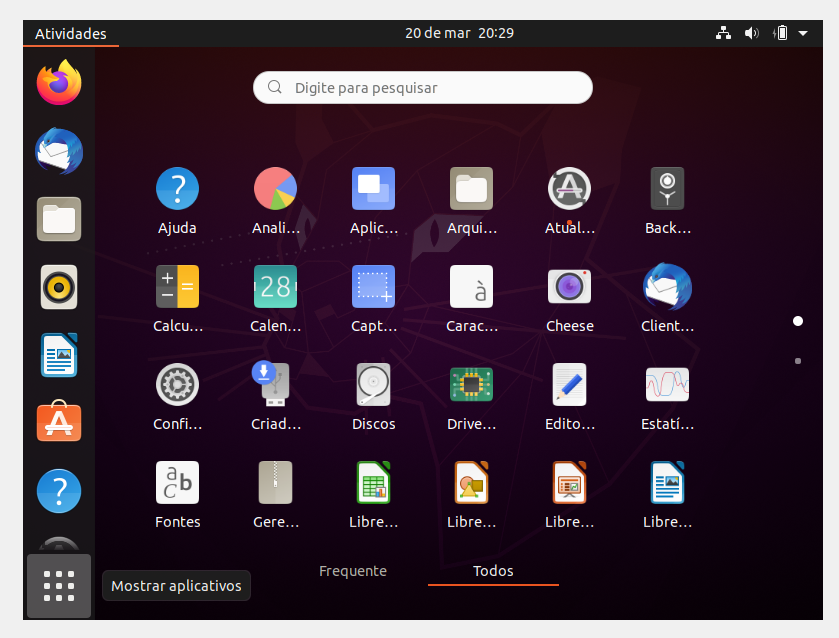 Atividades
20 de mar 20:29
Digite para pesquisar
Ajuda
Anali...
Aplic...
Arqui...
Atual...
Back...
Calcu...
28
Calen...
Capt...
à
Carac...
Cheese
Client...
Confi...
Criad...
Discos
Drive...
Edito...
Estatí...
a b C
Fontes
Gere...
Libre...
Libre...
Libre...
Libre...
Frequente
Todos
Mostrar aplicativos